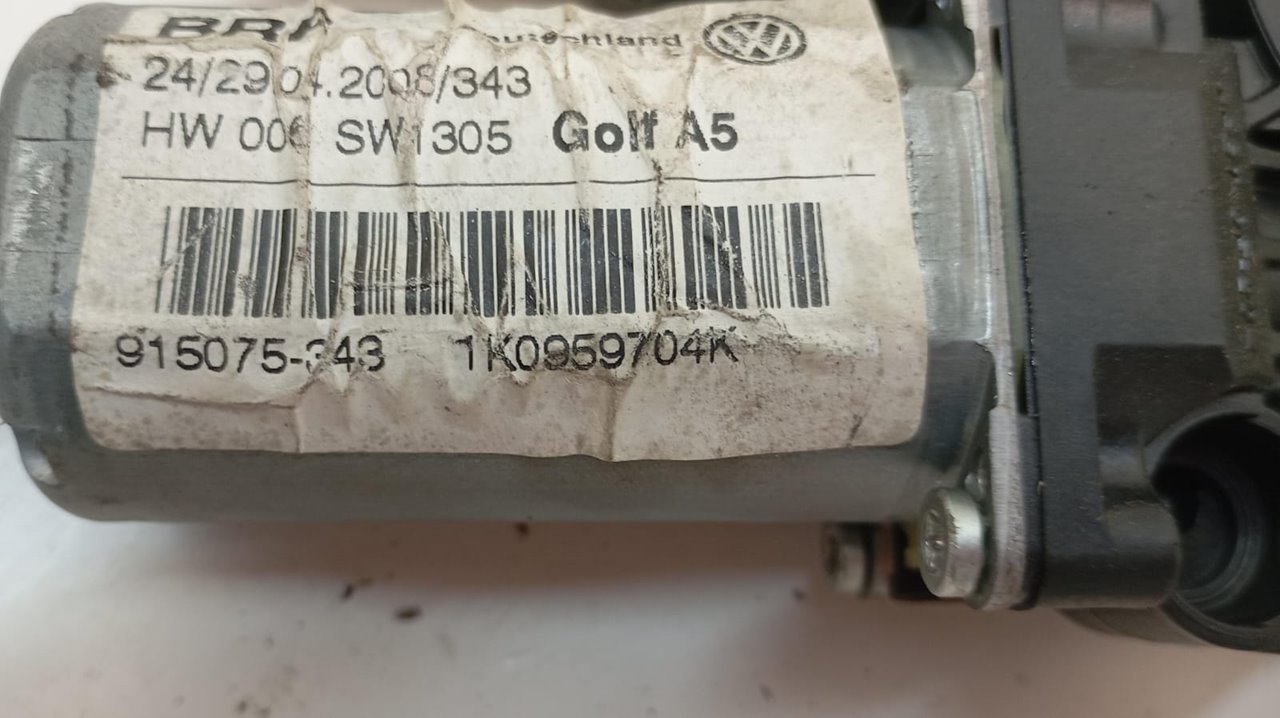 Deutschland
24/29.04.2008/343
HW 006 SW1305 Golf A5
915075-343 1K0959704K